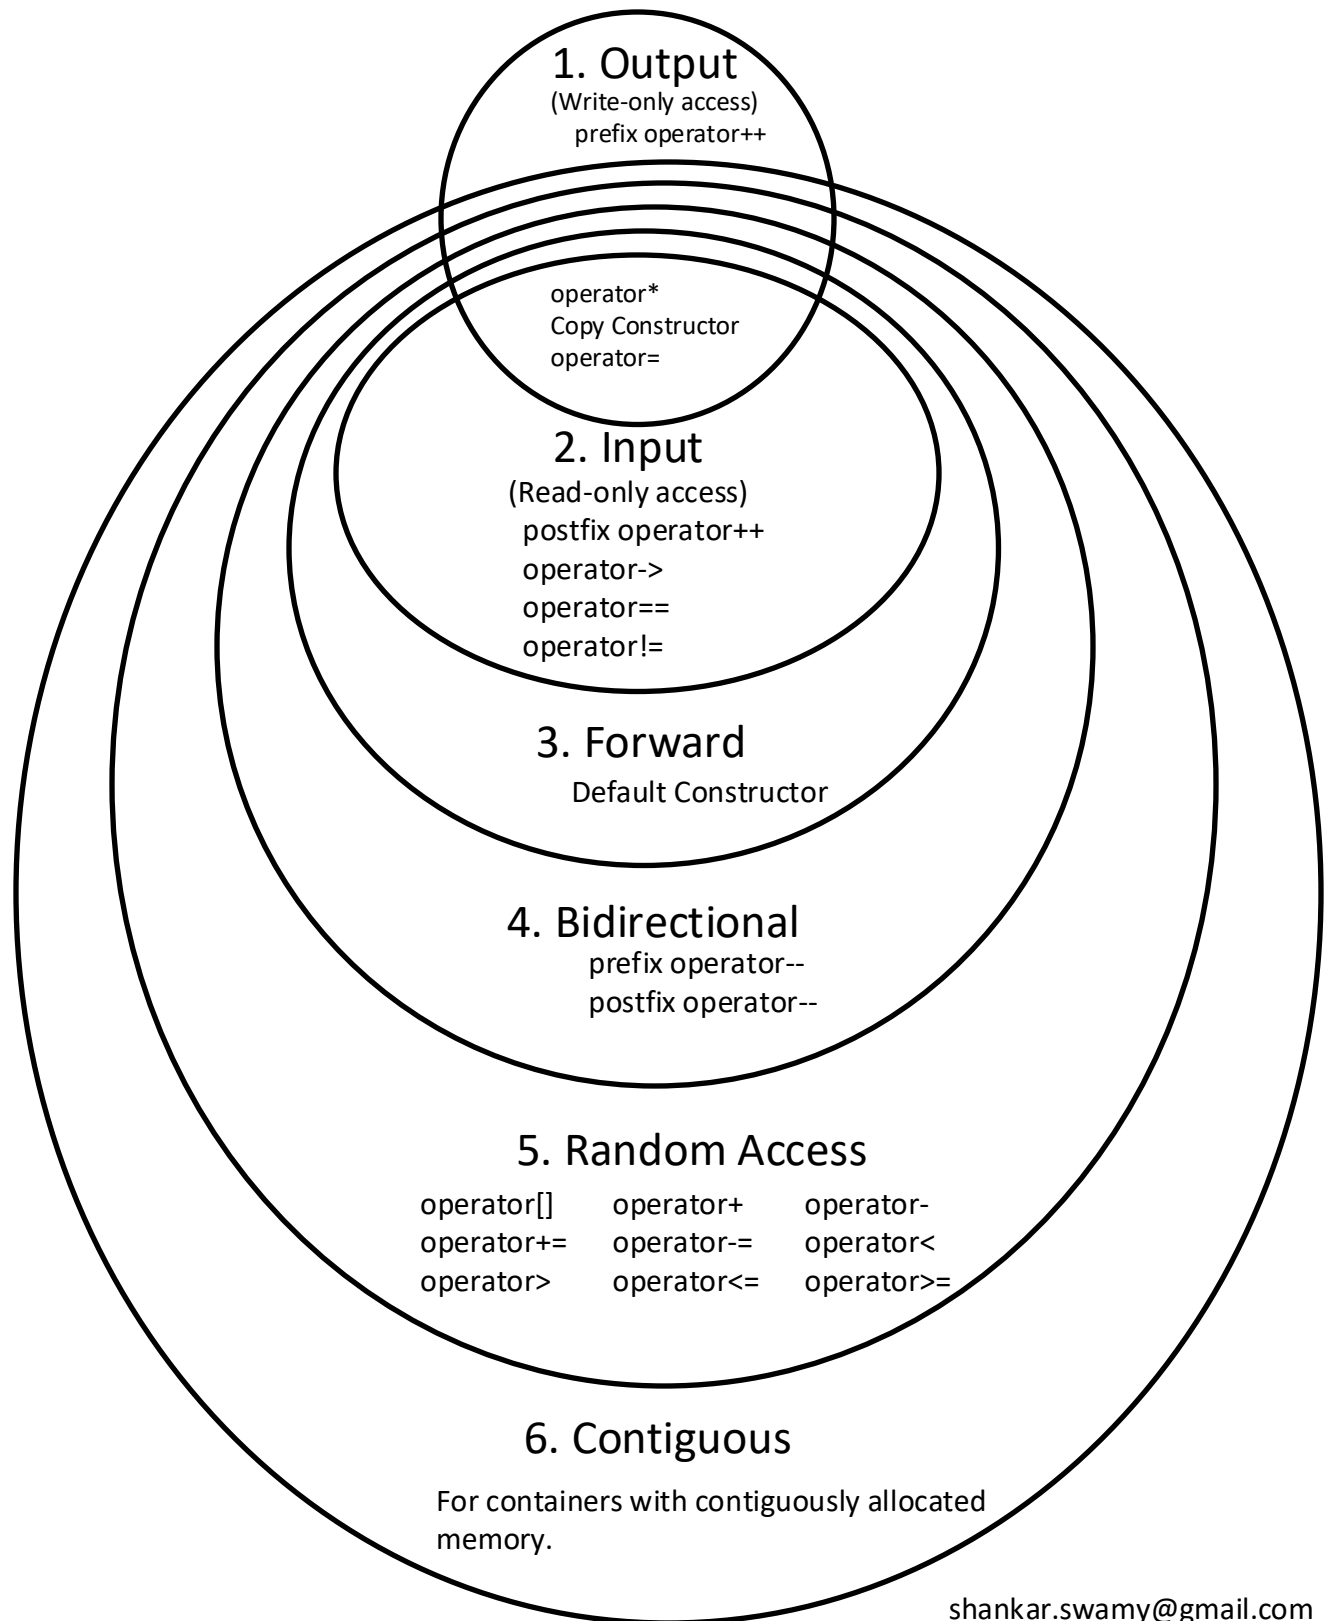 1. Output
(Write-only access)
prefix operator++
operator*
Copy Constructor
operator=
2. Input
(Read-only access)
postfix operator++
operator->
operator==
operator!=
3. Forward
Default Constructor
4. Bidirectional
prefix operator--
postfix operator--
5. Random Access
operator[] operator+ operator-
operator+= operator-= operator<
operator> operator<= operator>=
6. Contiguous
For containers with contiguously allocated
memory.
shankar.swamy@gmail.com